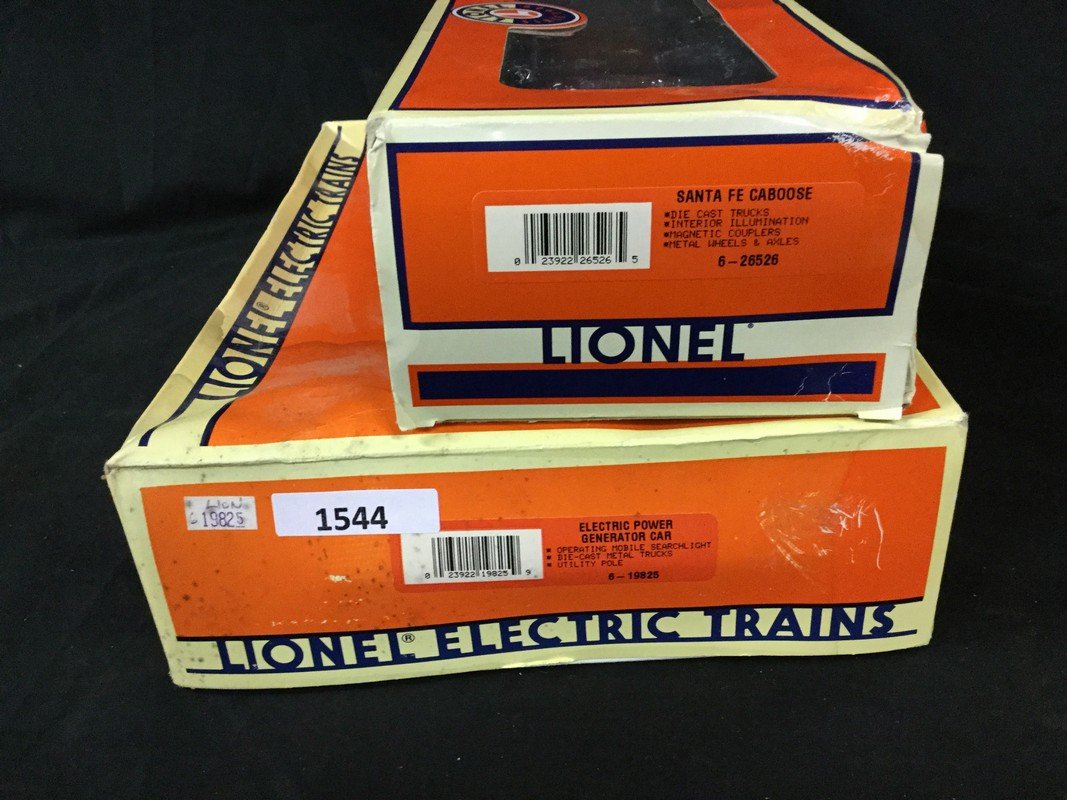 SANTA FE CABOOSE
*DIE CAST TRUCKS
*INTERIOR ILLUMINATION
*MAGNETIC COUPLERS
*METAL WHEELS & AXLES
6-26526
0 23922 26526 5
LIONEL
LIONEL® ELECTRIC TRAINS
LION
6 19825
1544
ELECTRIC POWER
GENERATOR CAR
* OPERATING MOBILE SEARCHLIGHT
* DIE-CAST METAL TRUCKS
* UTILITY POLE
6-19825
0 23922 19825 9
LIONEL® ELECTRIC TRAINS